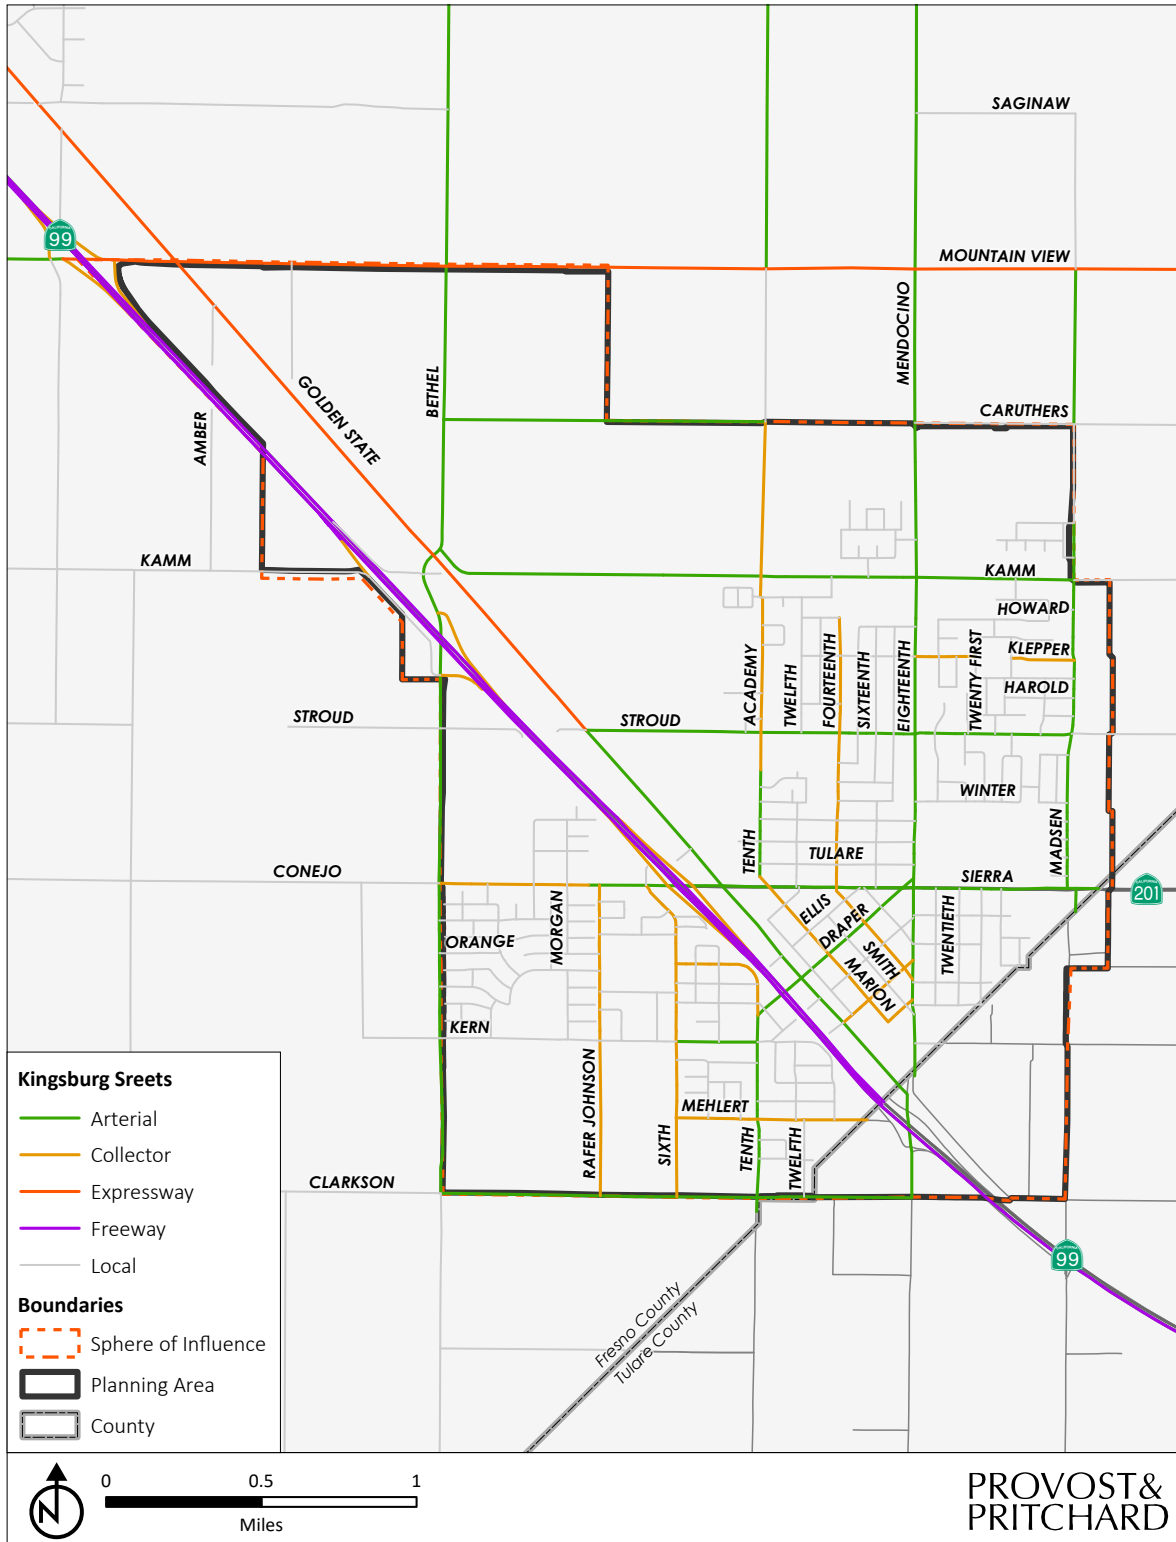 SAGINAW
CALIFORNIA
99
MOUNTAIN VIEW
MENDOCINO
BETHEL
GOLDEN STATE
CARUTHERS
AMBER
KAMM
KAMM
HOWARD
KLEPPER
HAROLD
ACADEMY
TWELFTH
FOURTEENTH
SIXTEENTH
EIGHTEENTH
TWENTY FIRST
STROUD
STROUD
WINTER
MADSEN
TENTH
TULARE
CONEJO
SIERRA
CALIFORNIA
201
MORGAN
ORANGE
ELLIS
DRAPER
SMITH
MARION
TWENTIETH
KERN
RAFER JOHNSON
MEHLERT
SIXTH
TENTH
TWELFTH
CLARKSON
CALIFORNIA
99
Fresno County
Tulare County
Kingsburg Sreets
Arterial
Collector
Expressway
Freeway
Local
Boundaries
Sphere of Influence
Planning Area
County
N
0 0.5 1
Miles
PROVOST&
PRITCHARD